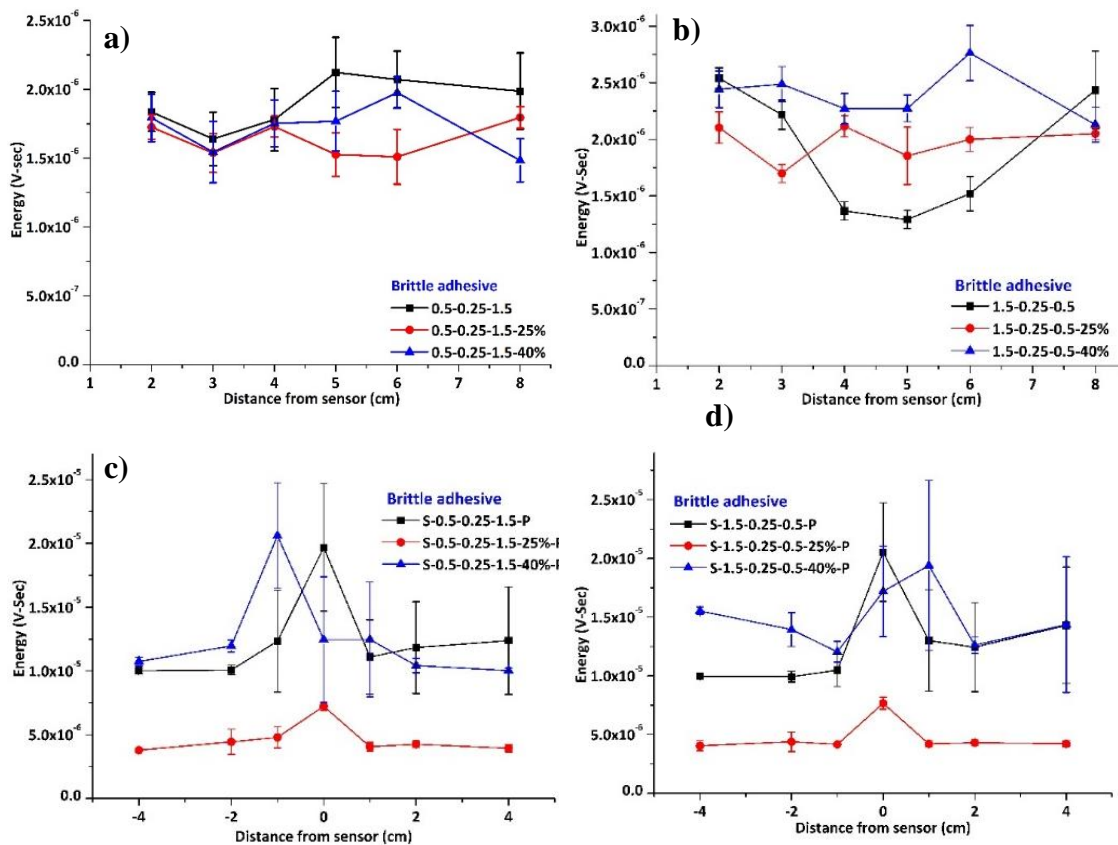 a)
2.5x10⁻⁶
2.0x10⁻⁶
1.5x10⁻⁶
1.0x10⁻⁶
5.0x10⁻⁷
0.0
Energy (V-Sec)
Brittle adhesive
0.5-0.25-1.5
0.5-0.25-1.5-25%
0.5-0.25-1.5-40%
1 2 3 4 5 6 7 8
Distance from sensor (cm)
b)
3.0x10⁻⁶
2.5x10⁻⁶
2.0x10⁻⁶
1.5x10⁻⁶
1.0x10⁻⁶
5.0x10⁻⁷
0.0
Energy (V-Sec)
Brittle adhesive
1.5-0.25-0.5
1.5-0.25-0.5-25%
1.5-0.25-0.5-40%
1 2 3 4 5 6 7 8
Distance from sensor (cm)
c)
2.5x10⁻⁵
2.0x10⁻⁵
1.5x10⁻⁵
1.0x10⁻⁵
5.0x10⁻⁶
0.0
Energy (V-Sec)
Brittle adhesive
S-0.5-0.25-1.5-P
S-0.5-0.25-1.5-25%-P
S-0.5-0.25-1.5-40%-P
-4 -2 0 2 4
Distance from sensor (cm)
d)
2.5x10⁻⁵
2.0x10⁻⁵
1.5x10⁻⁵
1.0x10⁻⁵
5.0x10⁻⁶
0.0
Energy (V-Sec)
Brittle adhesive
S-1.5-0.25-0.5-P
S-1.5-0.25-0.5-25%-P
S-1.5-0.25-0.5-40%-P
-4 -2 0 2 4
Distance from sensor (cm)